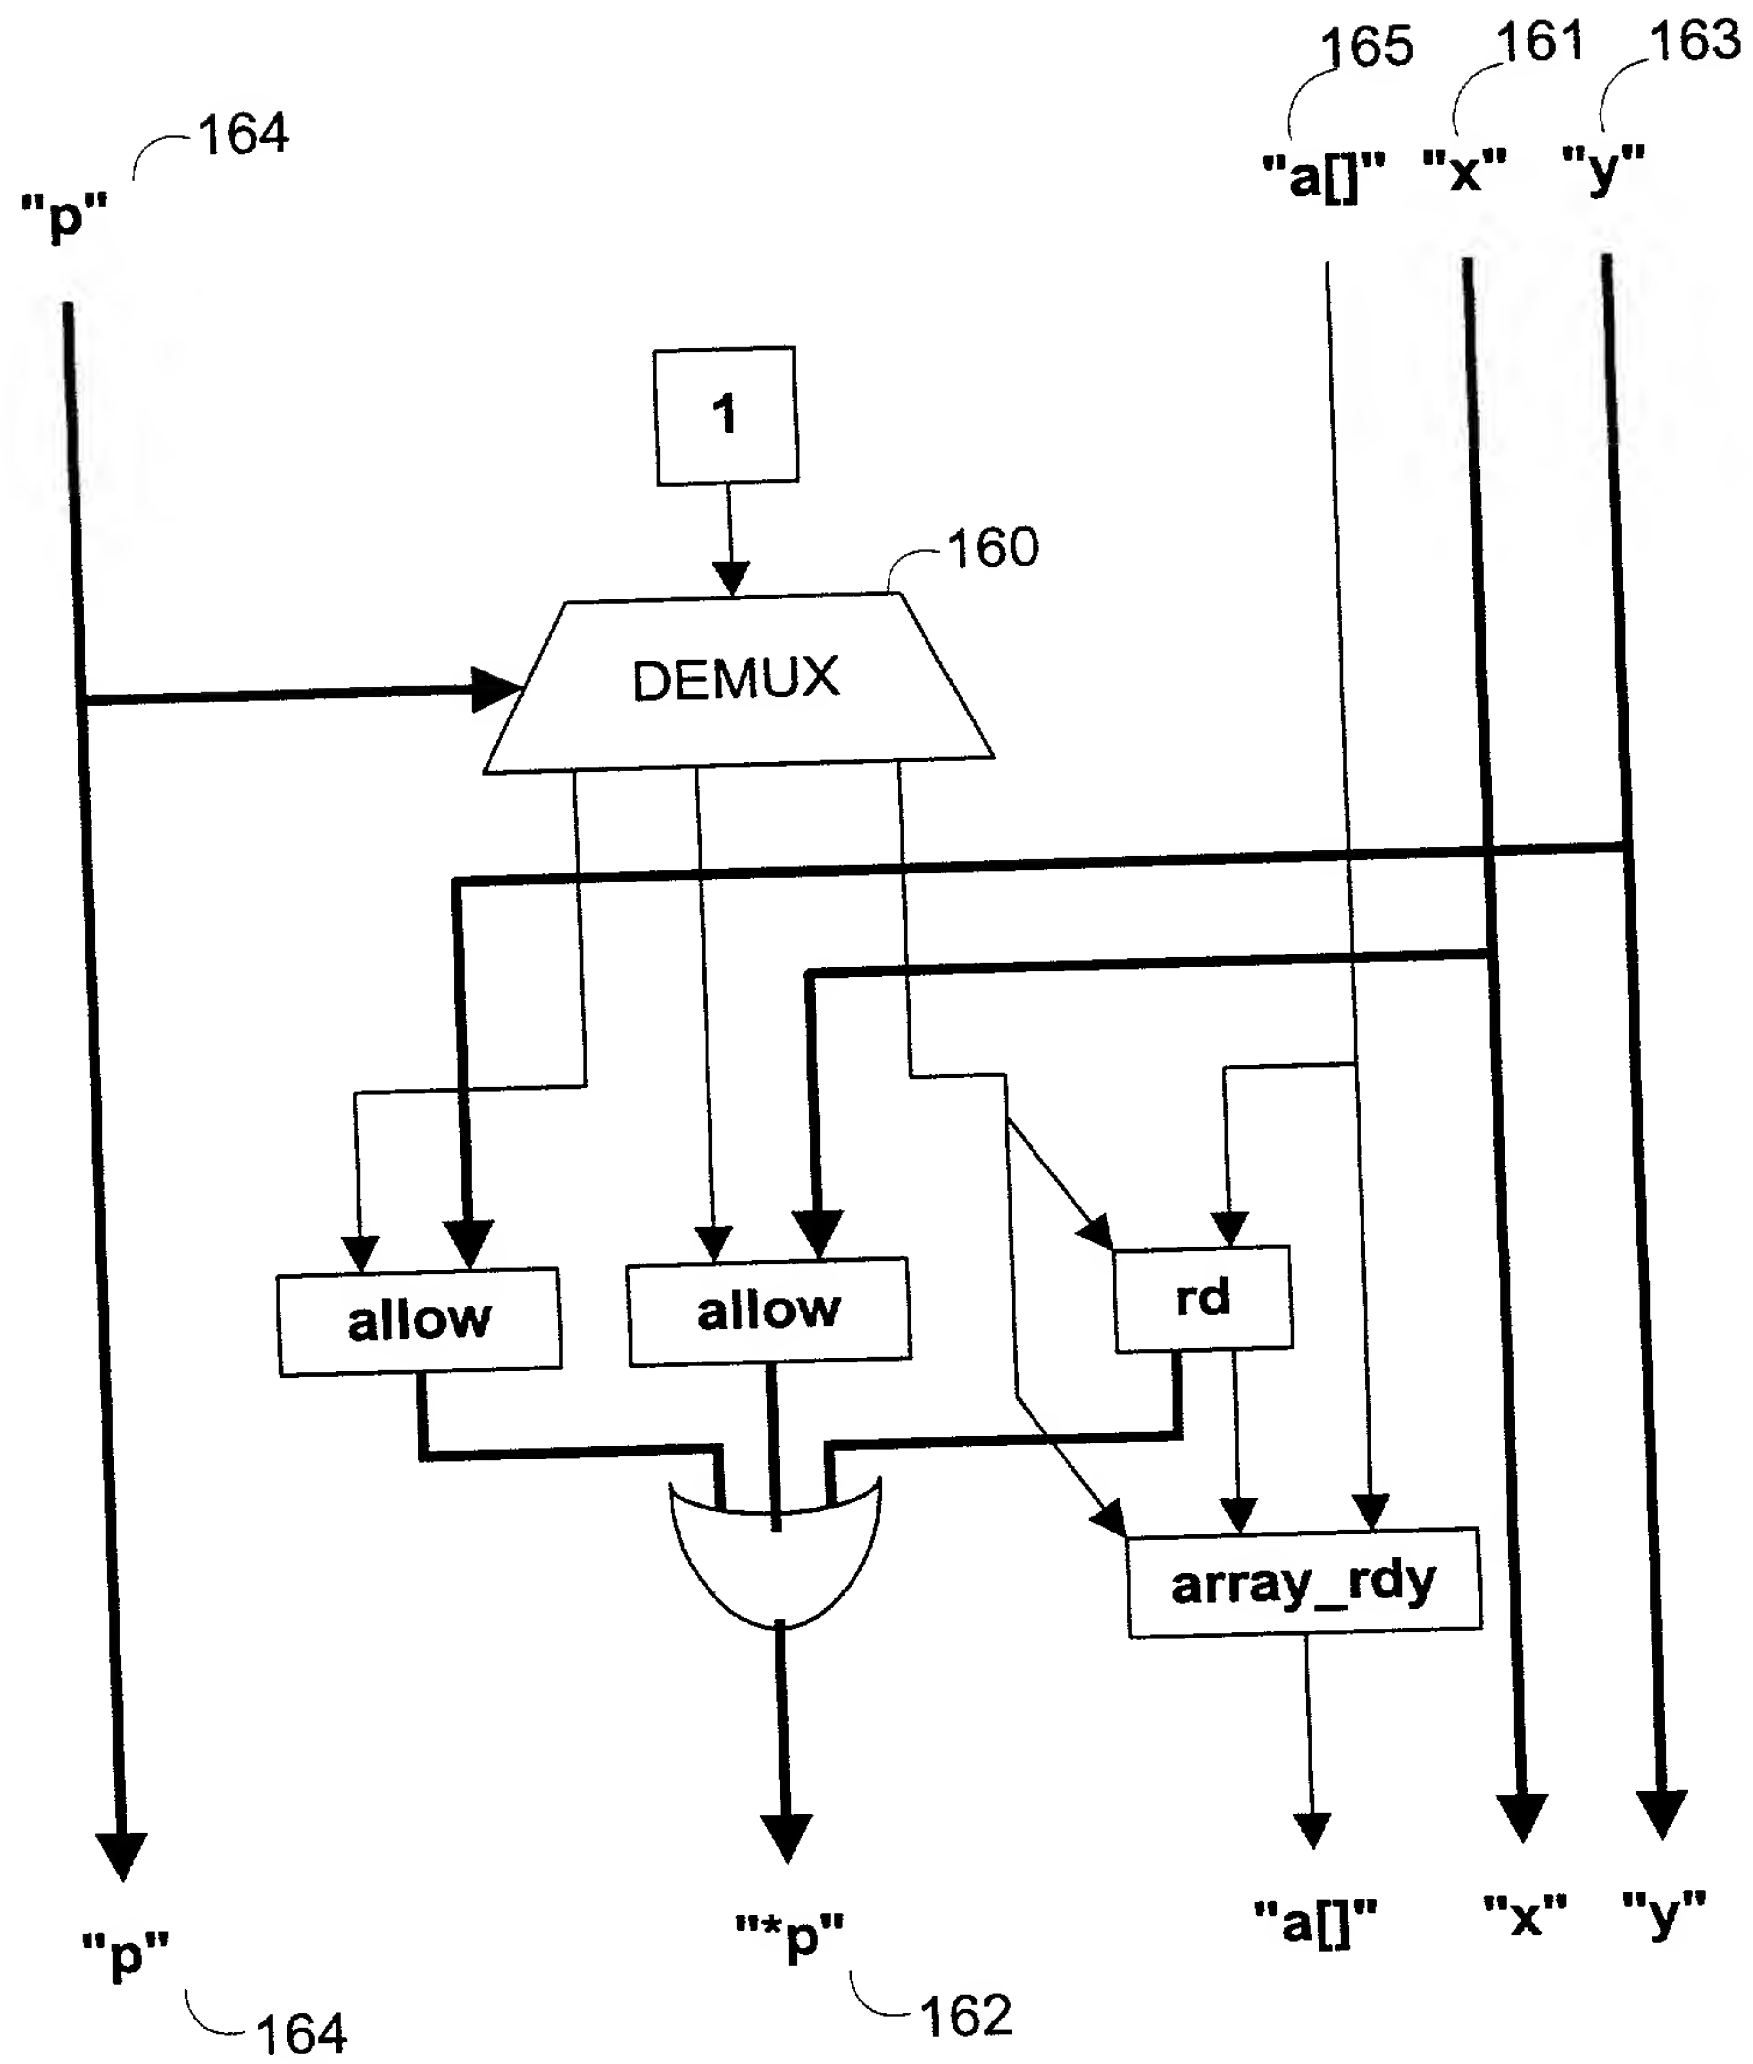 165 161 163
164
"a[]" "x" "y"
"p"
1
160
DEMUX
allow allow rd
array_rdy
"p" "*p" "a[]" "x" "y"
164 162